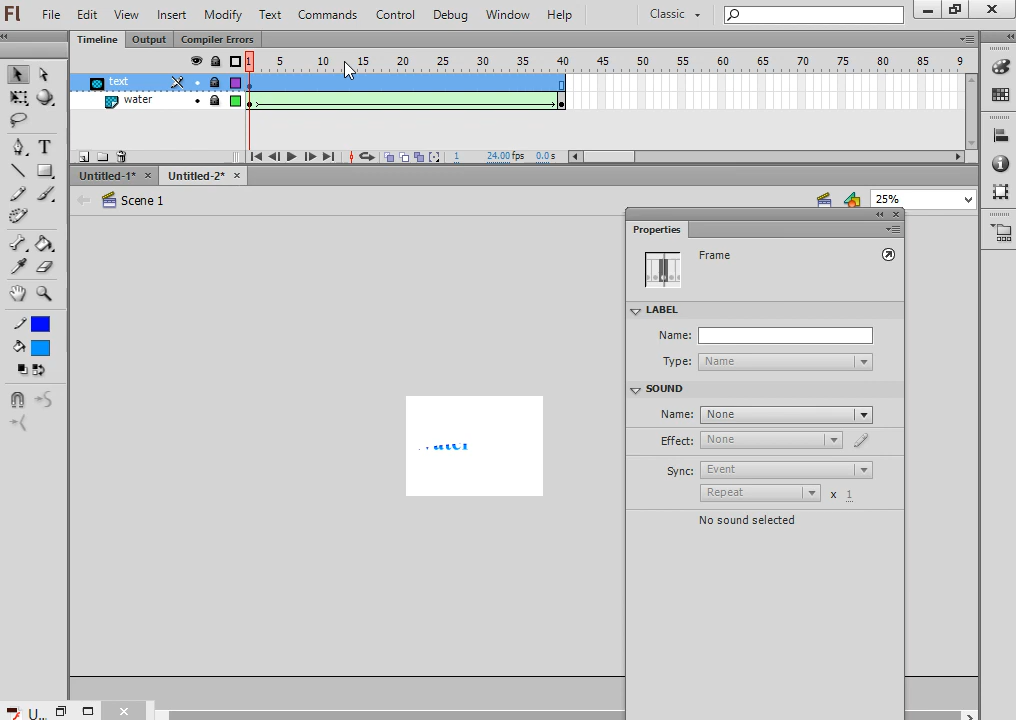 Fl File Edit View Insert Modify Text Commands Control Debug Window Help Classic
Timeline Output Compiler Errors
1 5 10 15 20 25 30 35 40 45 50 55 60 65 70 75 80 85 9
text
water
1 24.00 fps 0.0 s
Untitled-1* × Untitled-2* ×
Scene 1 25%
Properties
Frame
LABEL
Name:
Type: Name
SOUND
Name: None
Effect: None
Sync: Event
Repeat x 1
No sound selected
U...